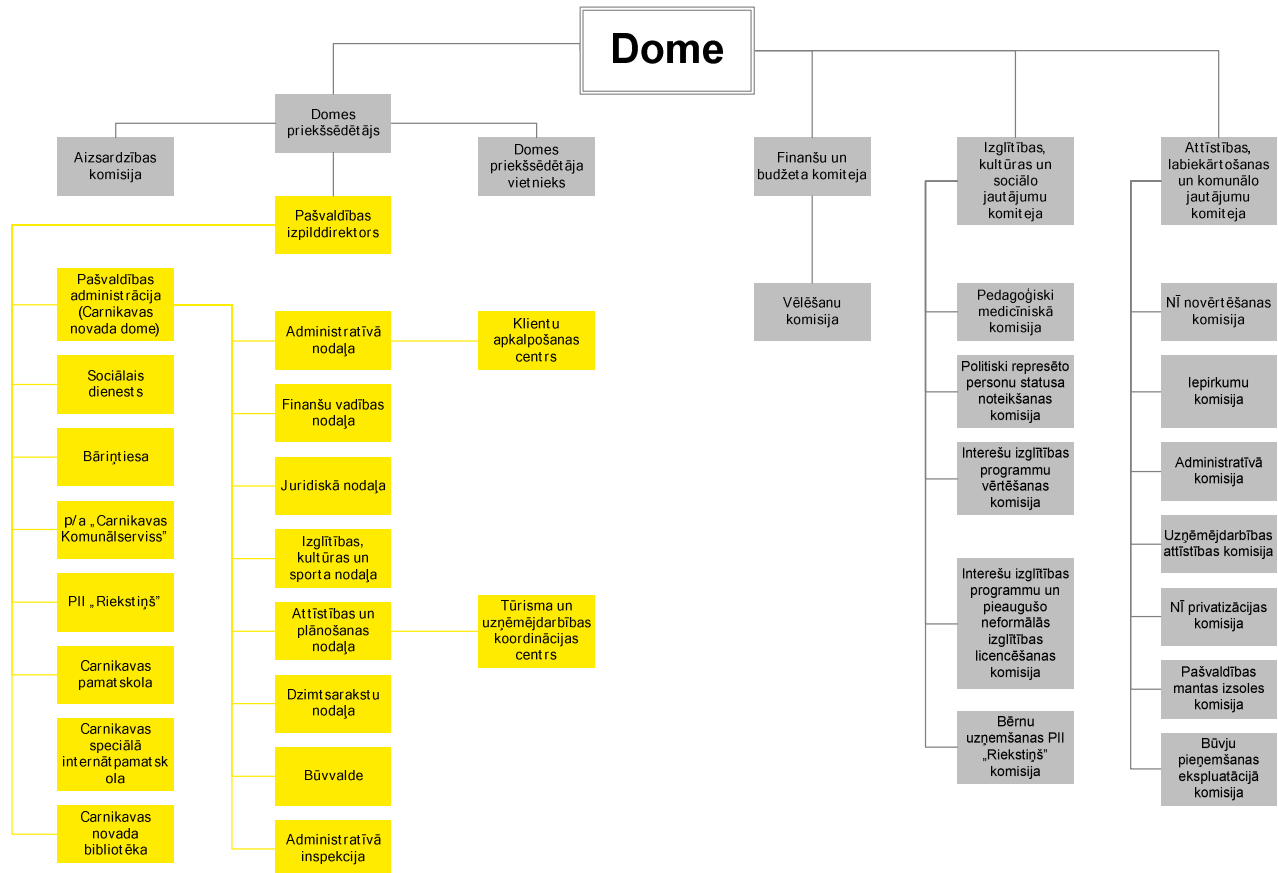 Dome
Domes
priekšsēdētājs
Aizsardzības
komisija
Domes
priekšsēdētāja
vietnieks
Pašvaldības
izpilddirektors
Pašvaldības
administrācija
(Carnikavas
novada dome)
Sociālais
dienests
Bāriņtiesa
p/a „Carnikavas
Komunālserviss”
PII „Riekstiņš”
Carnikavas
pamatskola
Carnikavas
speciālā
internātpamatsk
ola
Carnikavas
novada
bibliotēka
Administratīvā
nodaļa
Finanšu vadības
nodaļa
Juridiskā nodaļa
Izglītības,
kultūras un
sporta nodaļa
Attīstības un
plānošanas
nodaļa
Dzimtsarakstu
nodaļa
Būvvalde
Administratīvā
inspekcija
Klientu
apkalpošanas
centrs
Tūrisma un
uzņēmējdarbības
koordinācijas
centrs
Finanšu un
budžeta komiteja
Vēlēšanu
komisija
Izglītības,
kultūras un
sociālo
jautājumu
komiteja
Pedagoģiski
medicīniskā
komisija
Politiski represēto
personu statusa
noteikšanas
komisija
Interešu izglītības
programmu
vērtēšanas
komisija
Interešu izglītības
programmu un
pieaugušo
neformālās
izglītības
licencēšanas
komisija
Bērnu
uzņemšanas PII
„Riekstiņš”
komisija
Attīstības,
labiekārtošanas
un komunālo
jautājumu
komiteja
NĪ novērtēšanas
komisija
Iepirkumu
komisija
Administratīvā
komisija
Uzņēmējdarbības
attīstības komisija
NĪ privatizācijas
komisija
Pašvaldības
mantas izsoles
komisija
Būvju
pieņemšanas
ekspluatācijā
komisija